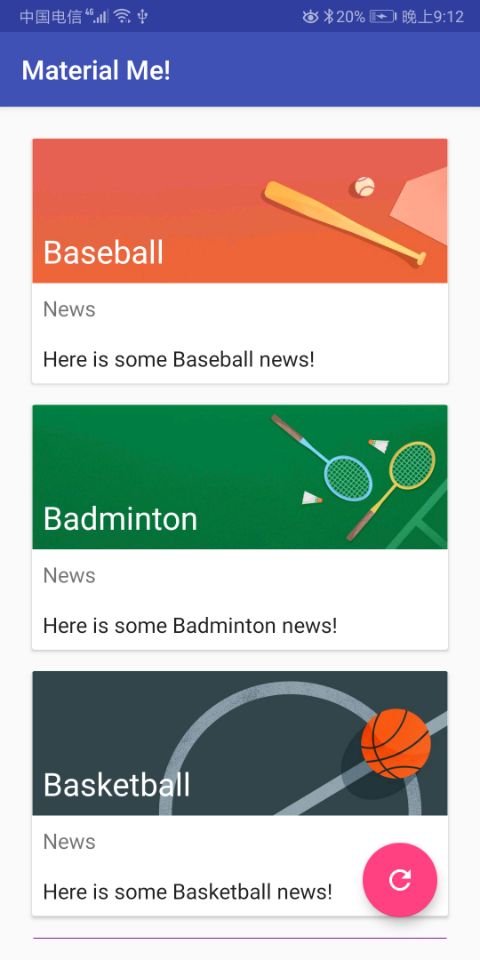 中国电信 4G 20% 晚上9:12
Material Me!
Baseball
News
Here is some Baseball news!
Badminton
News
Here is some Badminton news!
Basketball
News
Here is some Basketball news!